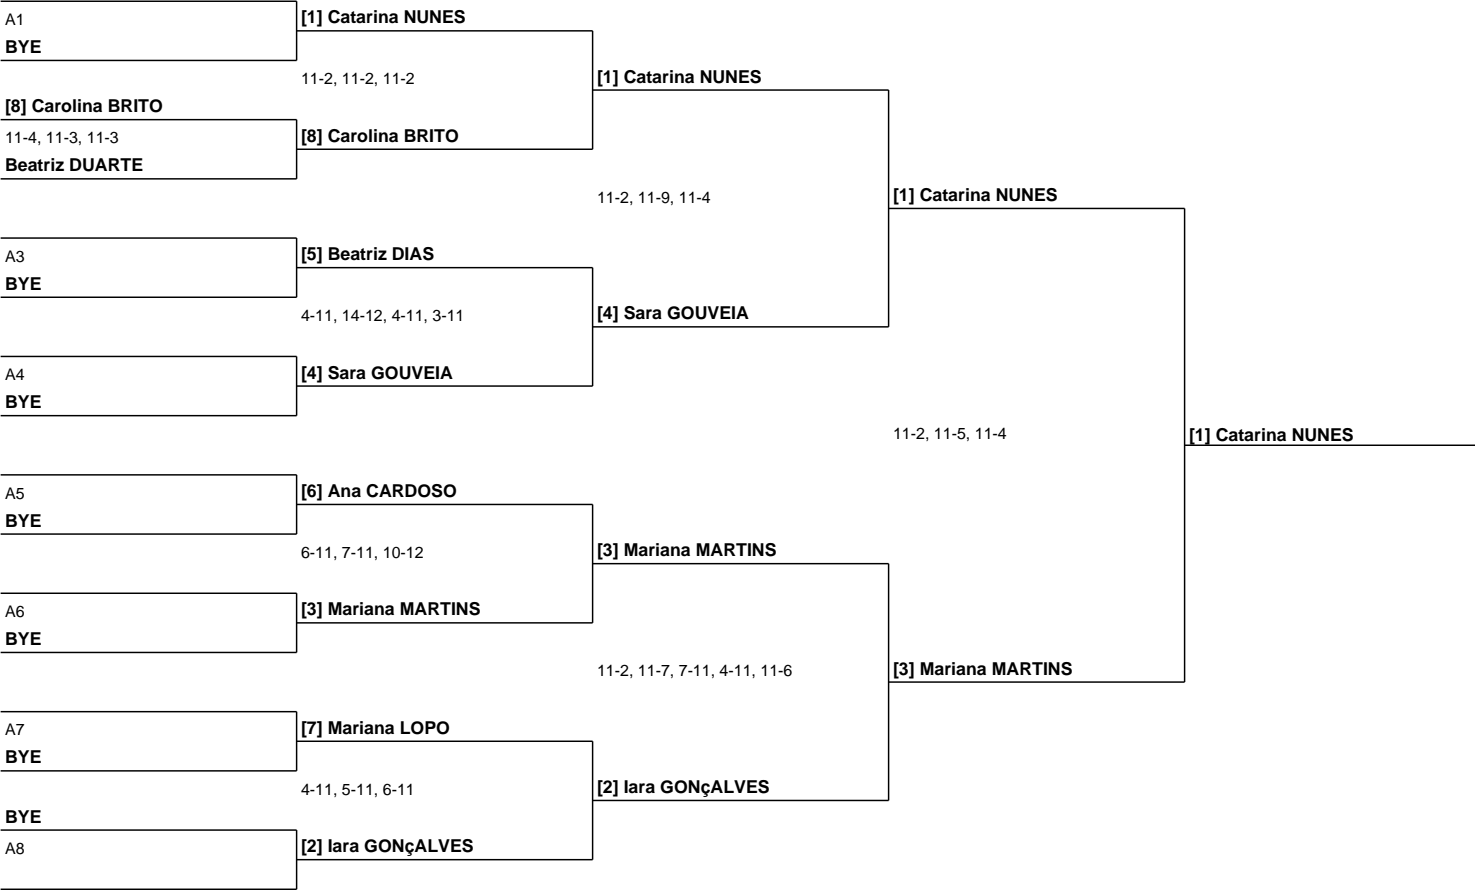 A1
BYE
[1] Catarina NUNES
11-2, 11-2, 11-2
[8] Carolina BRITO
11-4, 11-3, 11-3
Beatriz DUARTE
[8] Carolina BRITO
[1] Catarina NUNES
11-2, 11-9, 11-4
A3
BYE
[5] Beatriz DIAS
4-11, 14-12, 4-11, 3-11
A4
BYE
[4] Sara GOUVEIA
[4] Sara GOUVEIA
[1] Catarina NUNES
11-2, 11-5, 11-4
[1] Catarina NUNES
A5
BYE
[6] Ana CARDOSO
6-11, 7-11, 10-12
A6
BYE
[3] Mariana MARTINS
[3] Mariana MARTINS
11-2, 11-7, 7-11, 4-11, 11-6
[3] Mariana MARTINS
A7
BYE
[7] Mariana LOPO
4-11, 5-11, 6-11
BYE
A8
[2] Iara GONçALVES
[2] Iara GONçALVES